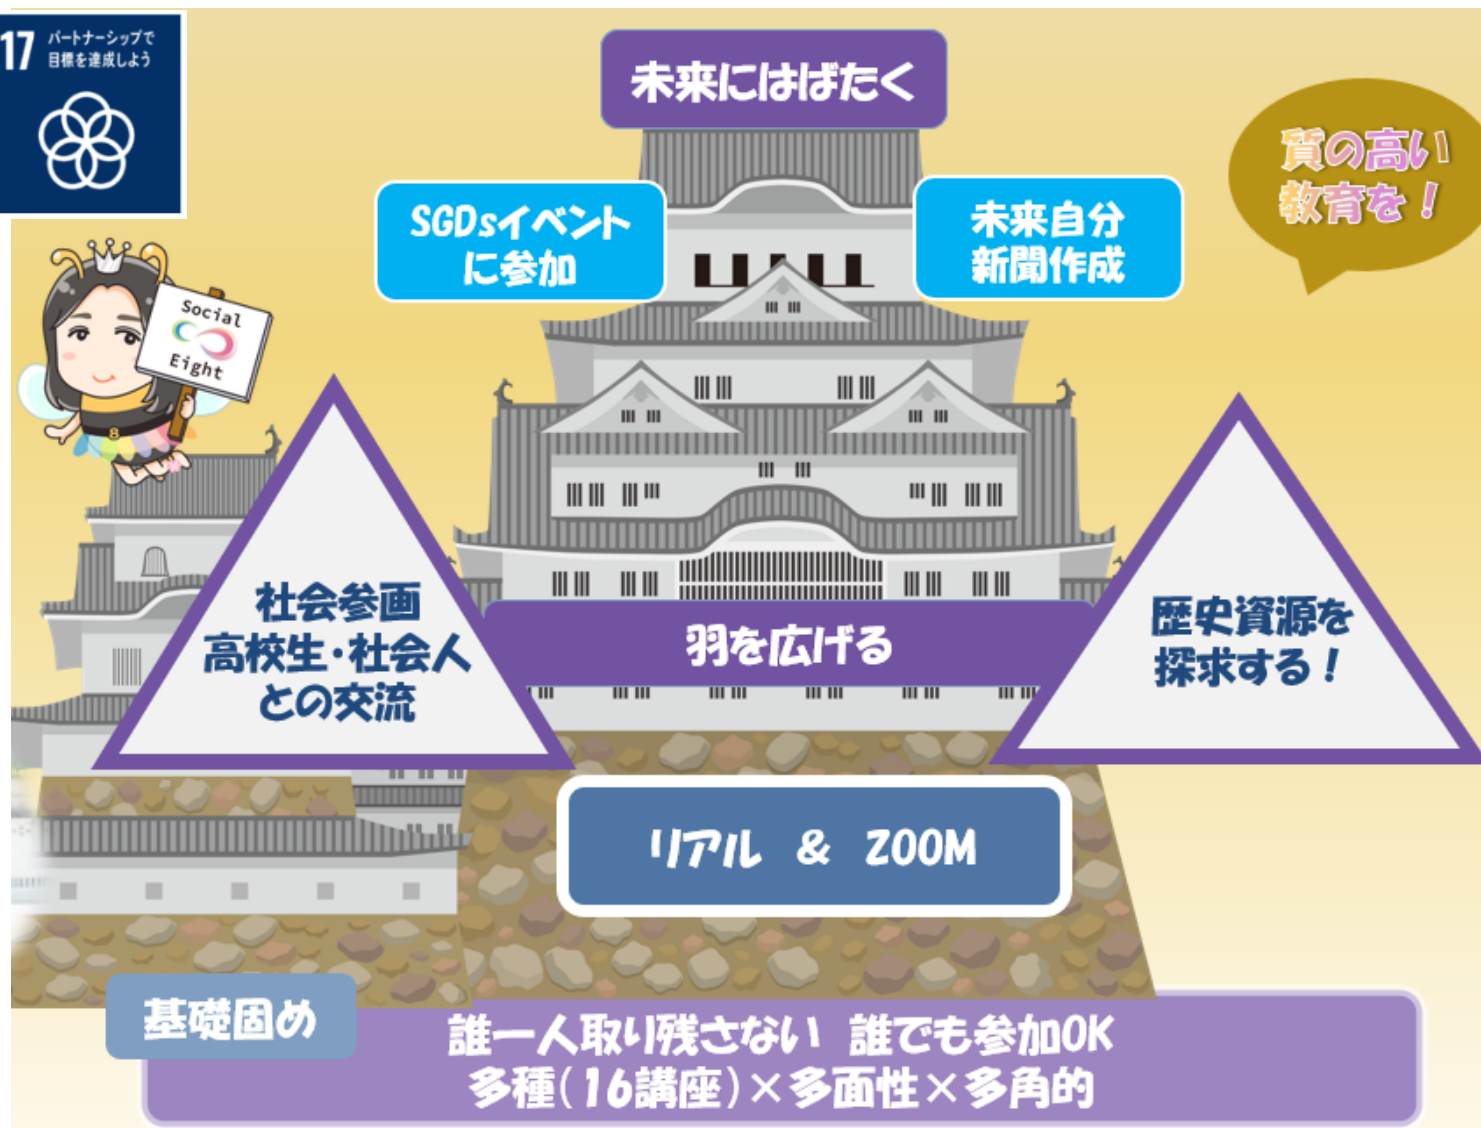 17 パートナーシップで
目標を達成しよう
未来にはばたく
質の高い
教育を！
SGDsイベント
に参加
未来自分
新聞作成
Social
Eight
8
社会参画
高校生・社会人
との交流
羽を広げる
歴史資源を
探求する！
リアル ＆ ZOOM
基礎固め
誰一人取り残さない 誰でも参加OK
多種(16講座)×多面性×多角的